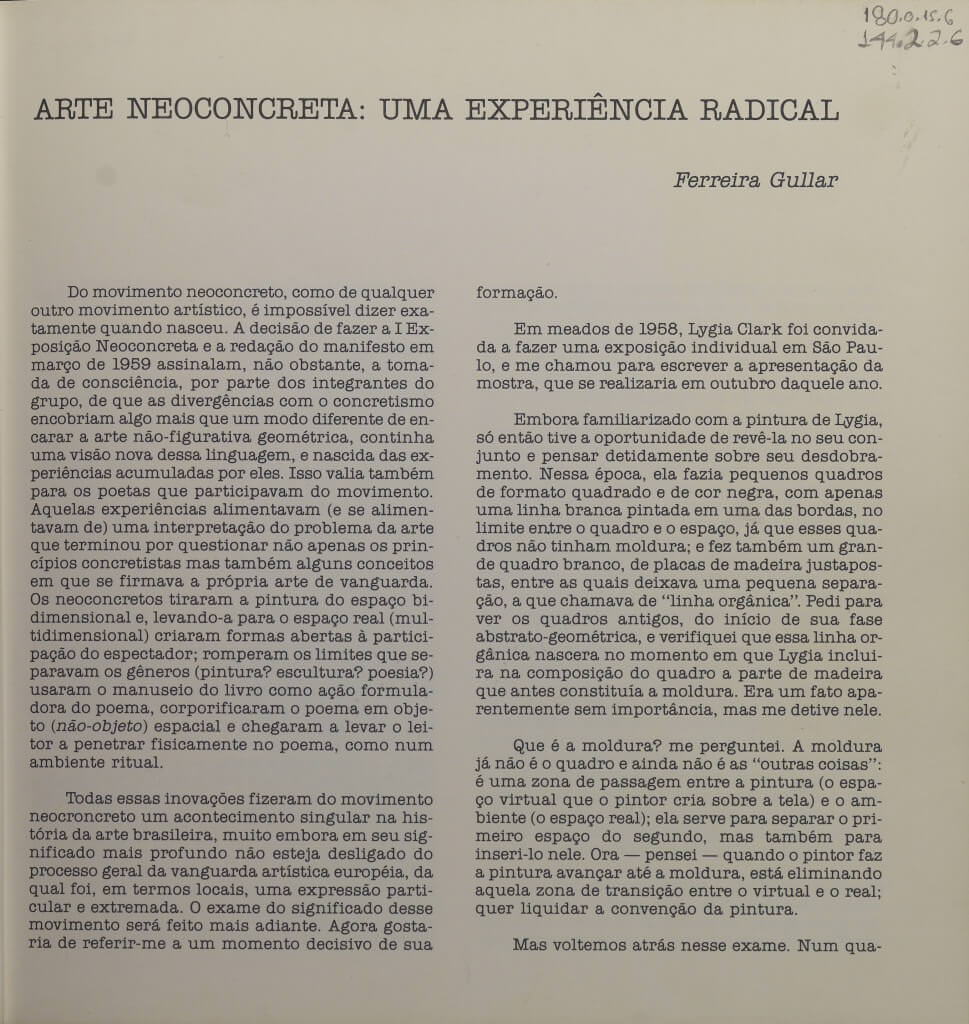 180.0.15.6
144.2 2.6
ARTE NEOCONCRETA: UMA EXPERIÊNCIA RADICAL
Ferreira Gullar
Do movimento neoconcreto, como de qualquer
outro movimento artístico, é impossível dizer exa-
tamente quando nasceu. A decisão de fazer a I Ex-
posição Neoconcreta e a redação do manifesto em
março de 1959 assinalam, não obstante, a toma-
da de consciência, por parte dos integrantes do
grupo, de que as divergências com o concretismo
encobriam algo mais que um modo diferente de en-
carar a arte não-figurativa geométrica, continha
uma visão nova dessa linguagem, e nascida das ex-
periências acumuladas por eles. Isso valia também
para os poetas que participavam do movimento.
Aquelas experiências alimentavam (e se alimen-
tavam de) uma interpretação do problema da arte
que terminou por questionar não apenas os prin-
cípios concretistas mas também alguns conceitos
em que se firmava a própria arte de vanguarda.
Os neoconcretos tiraram a pintura do espaço bi-
dimensional e, levando-a para o espaço real (mul-
tidimensional) criaram formas abertas à partici-
pação do espectador; romperam os limites que se-
paravam os gêneros (pintura? escultura? poesia?)
usaram o manuseio do livro como ação formula-
dora do poema, corporificaram o poema em obje-
to (não-objeto) espacial e chegaram a levar o lei-
tor a penetrar fisicamente no poema, como num
ambiente ritual.
Todas essas inovações fizeram do movimento
neocroncreto um acontecimento singular na his-
tória da arte brasileira, muito embora em seu sig-
nificado mais profundo não esteja desligado do
processo geral da vanguarda artística européia, da
qual foi, em termos locais, uma expressão parti-
cular e extremada. O exame do significado desse
movimento será feito mais adiante. Agora gosta-
ria de referir-me a um momento decisivo de sua
formação.
Em meados de 1958, Lygia Clark foi convida-
da a fazer uma exposição individual em São Pau-
lo, e me chamou para escrever a apresentação da
mostra, que se realizaria em outubro daquele ano.
Embora familiarizado com a pintura de Lygia,
só então tive a oportunidade de revê-la no seu con-
junto e pensar detidamente sobre seu desdobra-
mento. Nessa época, ela fazia pequenos quadros
de formato quadrado e de cor negra, com apenas
uma linha branca pintada em uma das bordas, no
limite entre o quadro e o espaço, já que esses qua-
dros não tinham moldura; e fez também um gran-
de quadro branco, de placas de madeira justapos-
tas, entre as quais deixava uma pequena separa-
ção, a que chamava de “linha orgânica”. Pedi para
ver os quadros antigos, do início de sua fase
abstrato-geométrica, e verifiquei que essa linha or-
gânica nascera no momento em que Lygia inclui-
ra na composição do quadro a parte de madeira
que antes constituía a moldura. Era um fato apa-
rentemente sem importância, mas me detive nele.
Que é a moldura? me perguntei. A moldura
já não é o quadro e ainda não é as “outras coisas”:
é uma zona de passagem entre a pintura (o espa-
ço virtual que o pintor cria sobre a tela) e o am-
biente (o espaço real); ela serve para separar o pri-
meiro espaço do segundo, mas também para
inseri-lo nele. Ora — pensei — quando o pintor faz
a pintura avançar até a moldura, está eliminando
aquela zona de transição entre o virtual e o real;
quer liquidar a convenção da pintura.
Mas voltemos atrás nesse exame. Num qua-